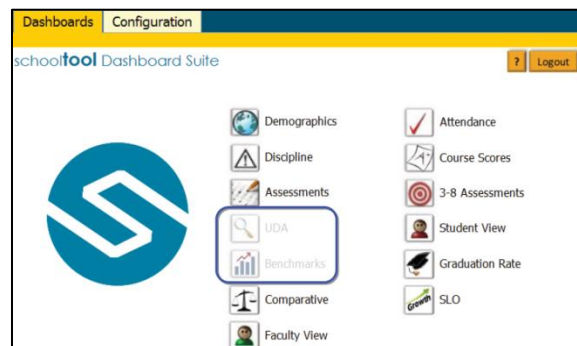 Dashboards Configuration
schooltool Dashboard Suite
? Logout
Demographics
Attendance
Discipline
Course Scores
Assessments
3-8 Assessments
UDA
Student View
Benchmarks
Graduation Rate
Comparative
Growth
SLO
Faculty View